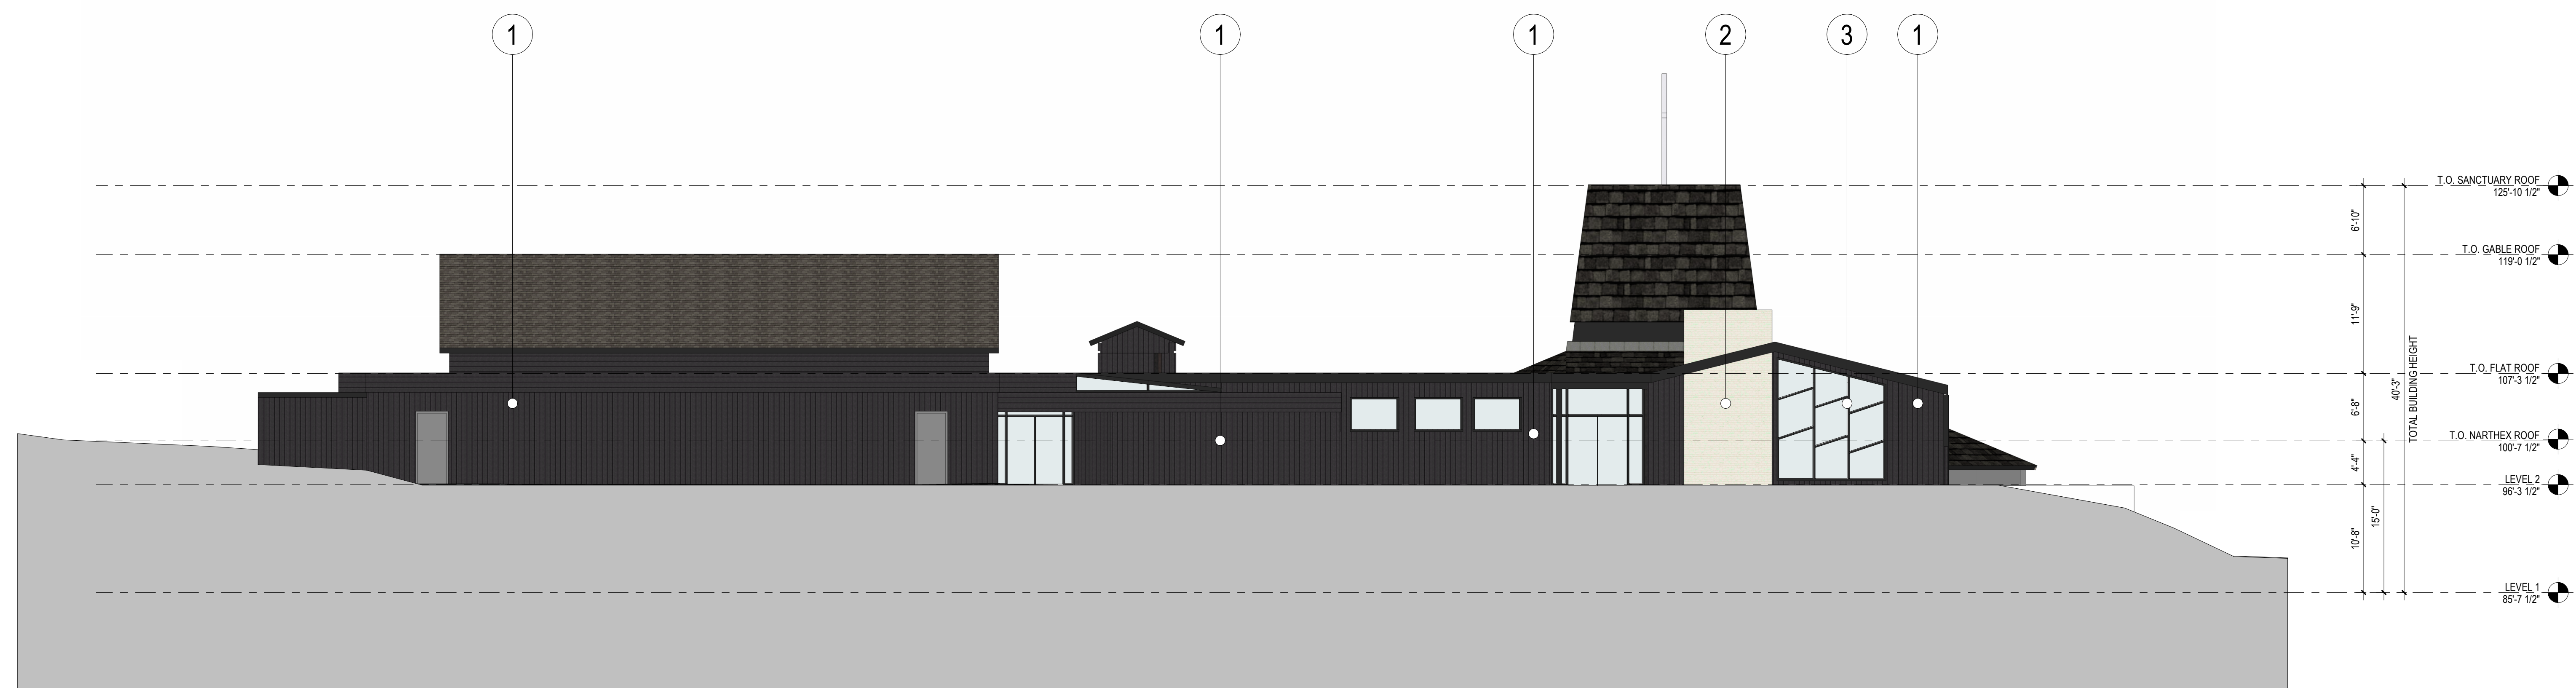 1
1
1
2
3
1
T.O. SANCTUARY ROOF
125'-10 1/2"
6'-10"
T.O. GABLE ROOF
119'-0 1/2"
11'-9"
T.O. FLAT ROOF
107'-3 1/2"
6'-8"
40'-3"
TOTAL BUILDING HEIGHT
T.O. NARTHEX ROOF
100'-7 1/2"
4'-4"
LEVEL 2
96'-3 1/2"
10'-8"
15'-0"
LEVEL 1
85'-7 1/2"